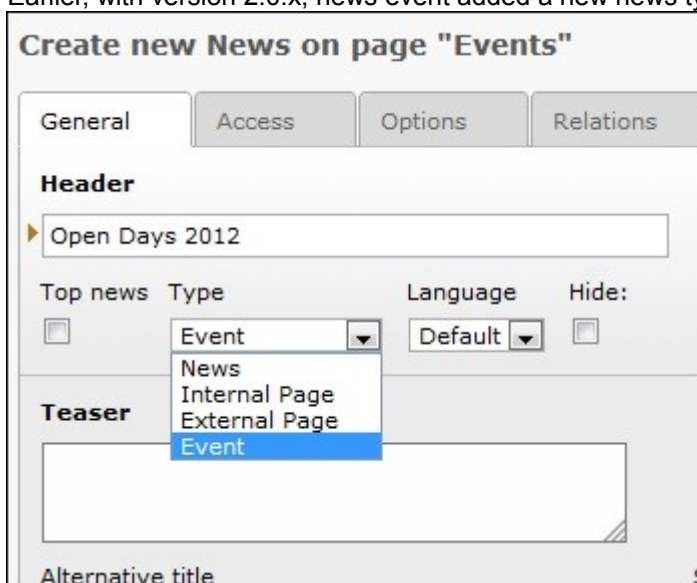 Earlier, with version 2.0.x, news event added a new news
Create new News on page "Events"
General Access Options Relations
Header
Open Days 2012
Top news Type Language Hide:
Event Default
News
Internal Page
External Page
Event
Teaser
Alternative title